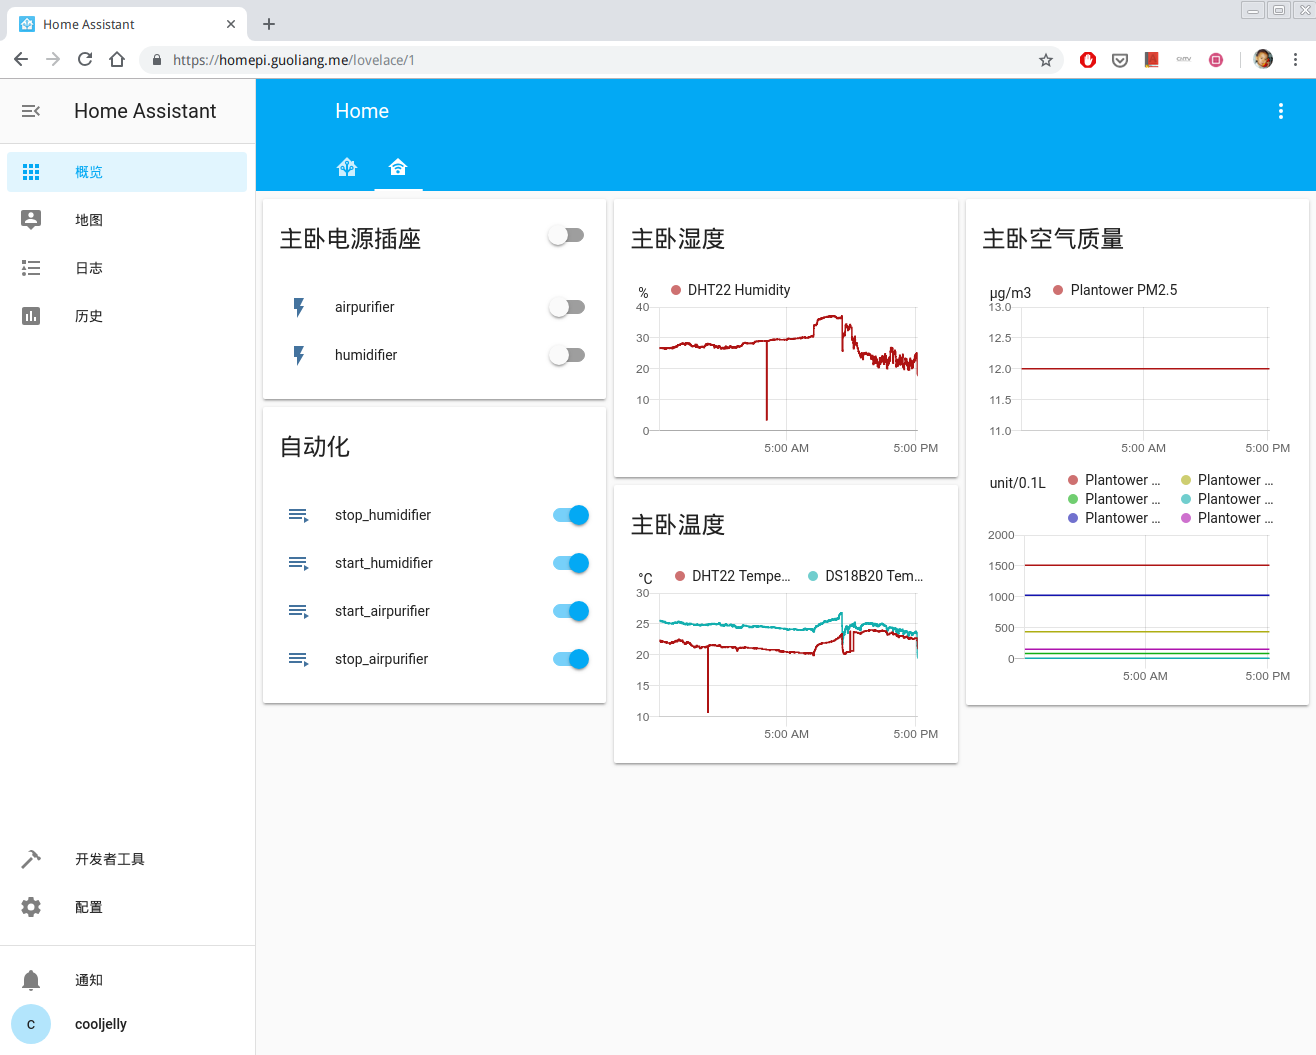 Home Assistant
https://homepi.guoliang.me/lovelace/1
Home Assistant
Home
概览
地图
日志
历史
开发者工具
配置
通知
C
cooljelly
主卧电源插座
airpurifier
humidifier
自动化
stop_humidifier
start_humidifier
start_airpurifier
stop_airpurifier
主卧湿度
%
DHT22 Humidity
40
30
20
10
0
5:00 AM 5:00 PM
主卧温度
°C
DHT22 Tempe... DS18B20 Tem...
30
25
20
15
10
5:00 AM 5:00 PM
主卧空气质量
µg/m3
Plantower PM2.5
13.0
12.5
12.0
11.5
11.0
5:00 AM 5:00 PM
unit/0.1L
Plantower ... Plantower ...
Plantower ... Plantower ...
Plantower ... Plantower ...
2000
1500
1000
500
0
5:00 AM 5:00 PM